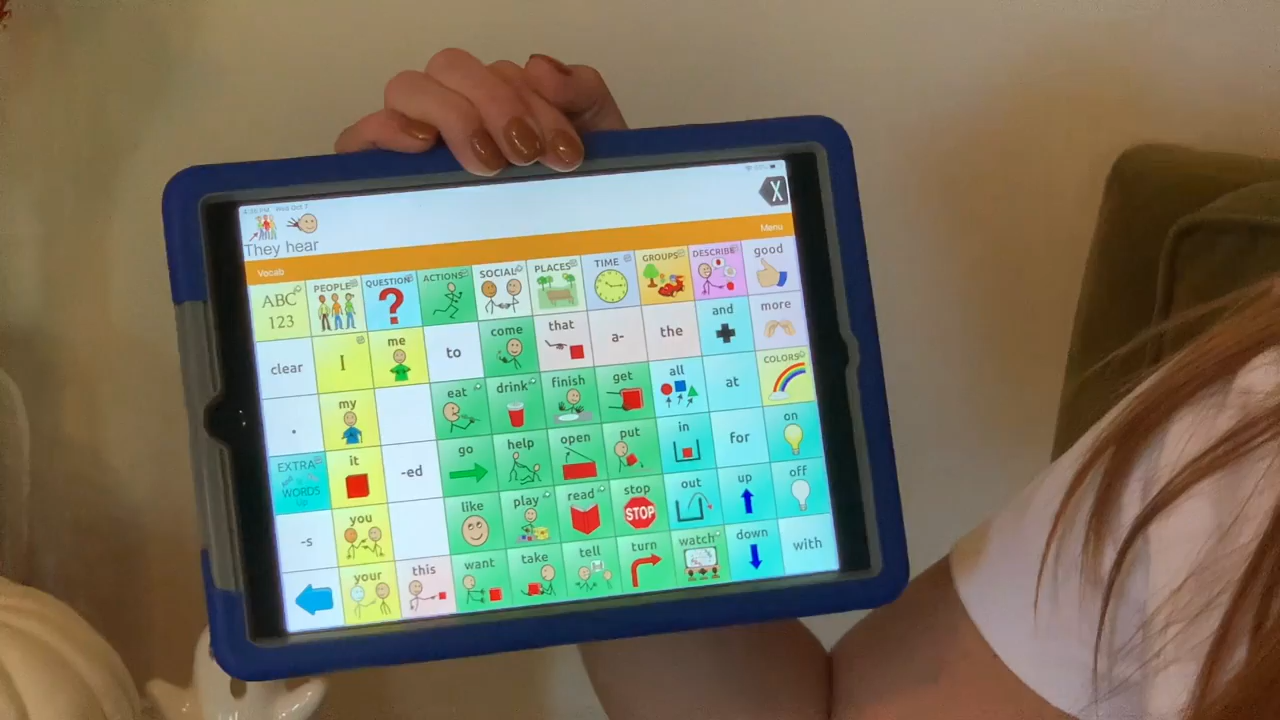 Wed Oct 7
They hear
X
Vocab Menu
ABC 123 PEOPLE QUESTION ACTIONS SOCIAL PLACES TIME GROUPS DESCRIBE good
clear I me to come that a- the and more
. my eat drink finish get all at COLORS
EXTRA WORDS it -ed go help open put in for on
-s you like play read stop STOP out up off
your this want take tell turn watch down with